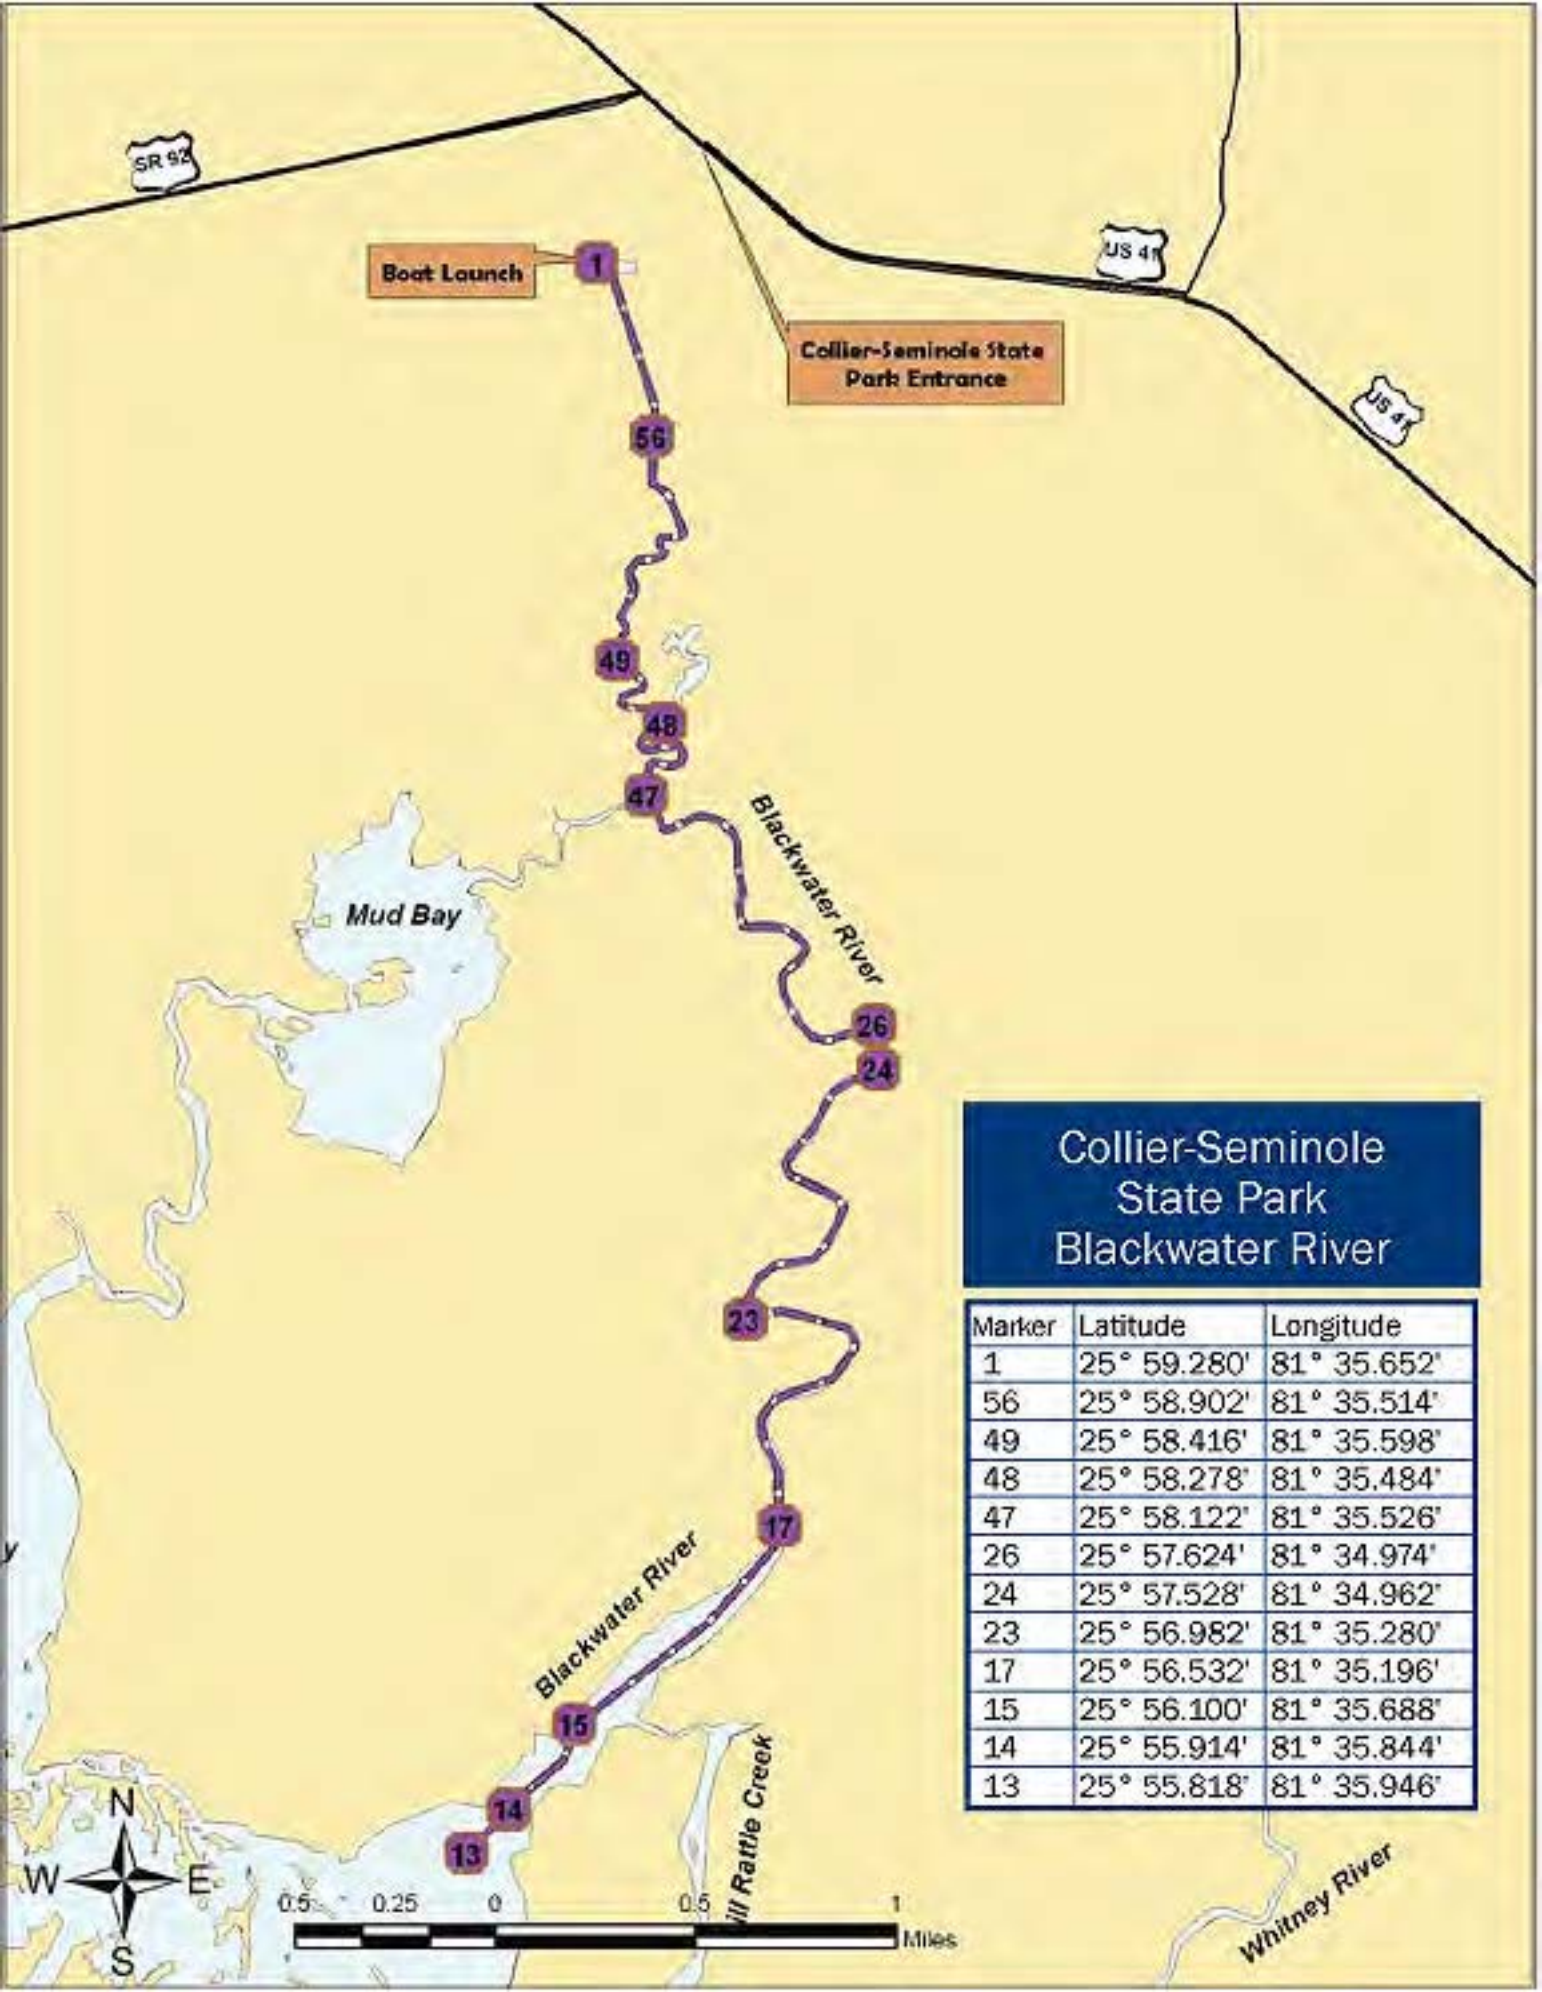 SR 92
US 41
US 41
Boat Launch
1
Collier-Seminole State
Park Entrance
56
49
48
47
Blackwater River
Mud Bay
26
24
Collier-Seminole
State Park
Blackwater River
23
Marker Latitude Longitude
1 25° 59.280' 81° 35.652'
56 25° 58.902' 81° 35.514'
49 25° 58.416' 81° 35.598'
48 25° 58.278' 81° 35.484'
47 25° 58.122' 81° 35.526'
26 25° 57.624' 81° 34.974'
24 25° 57.528' 81° 34.962'
23 25° 56.982' 81° 35.280'
17 25° 56.532' 81° 35.196'
15 25° 56.100' 81° 35.688'
14 25° 55.914' 81° 35.844'
13 25° 55.818' 81° 35.946'
17
y
Blackwater River
15
ill Rattle Creek
14
13
N
W E
S
0.5 0.25 0 0.5 1
Miles
Whitney River